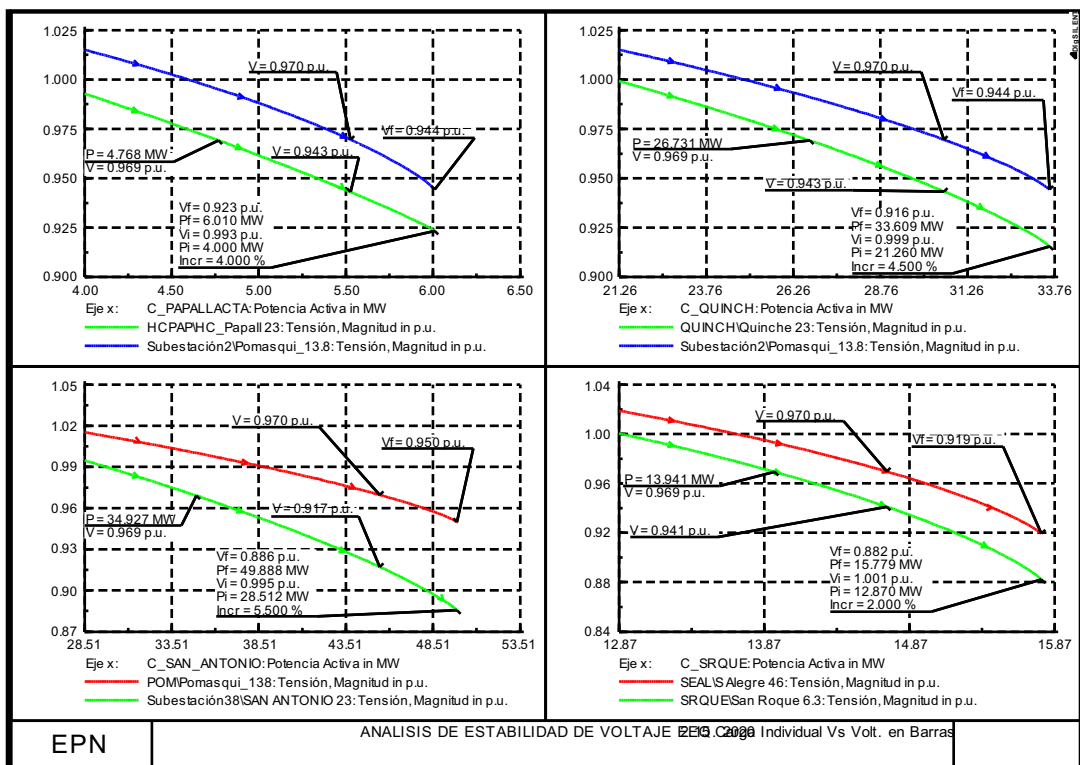 DIgSILENT
1.025
1.000
0.975
0.950
0.925
0.900
4.00 4.50 5.00 5.50 6.00 6.50
V = 0.970 p.u.
Vf = 0.944 p.u.
P = 4.768 MW
V = 0.969 p.u.
V = 0.943 p.u.
Vf = 0.923 p.u.
Pf = 6.010 MW
Vi = 0.993 p.u.
Pi = 4.000 MW
Incr = 4.000 %
Eje x: C_PAPALLACTA: Potencia Activa in MW
HCPAP\HC_Papall 23: Tensión, Magnitud in p.u.
Subestación2\Pomasqui_13.8: Tensión, Magnitud in p.u.
1.025
1.000
0.975
0.950
0.925
0.900
21.26 23.76 26.26 28.76 31.26 33.76
V = 0.970 p.u.
Vf = 0.944 p.u.
P = 26.731 MW
V = 0.969 p.u.
V = 0.943 p.u.
Vf = 0.916 p.u.
Pf = 33.609 MW
Vi = 0.999 p.u.
Pi = 21.260 MW
Incr = 4.500 %
Eje x: C_QUINCH: Potencia Activa in MW
QUINCH\Quinche 23: Tensión, Magnitud in p.u.
Subestación2\Pomasqui_13.8: Tensión, Magnitud in p.u.
1.05
1.02
0.99
0.96
0.93
0.90
0.87
28.51 33.51 38.51 43.51 48.51 53.51
V = 0.970 p.u.
Vf = 0.950 p.u.
P = 34.927 MW
V = 0.969 p.u.
V = 0.917 p.u.
Vf = 0.886 p.u.
Pf = 49.888 MW
Vi = 0.995 p.u.
Pi = 28.512 MW
Incr = 5.500 %
Eje x: C_SAN_ANTONIO: Potencia Activa in MW
POM\Pomasqui_138: Tensión, Magnitud in p.u.
Subestación38\SAN ANTONIO 23: Tensión, Magnitud in p.u.
1.04
1.00
0.96
0.92
0.88
0.84
12.87 13.87 14.87 15.87
V = 0.970 p.u.
Vf = 0.919 p.u.
P = 13.941 MW
V = 0.969 p.u.
V = 0.941 p.u.
Vf = 0.882 p.u.
Pf = 15.779 MW
Vi = 1.001 p.u.
Pi = 12.870 MW
Incr = 2.000 %
Eje x: C_SRQUE: Potencia Activa in MW
SEAL\SAlegre 46: Tensión, Magnitud in p.u.
SRQUE\San Roque 6.3: Tensión, Magnitud in p.u.
EPN
ANALISIS DE ESTABILIDAD DE VOLTAJE Individual Vs Volt. en Barras